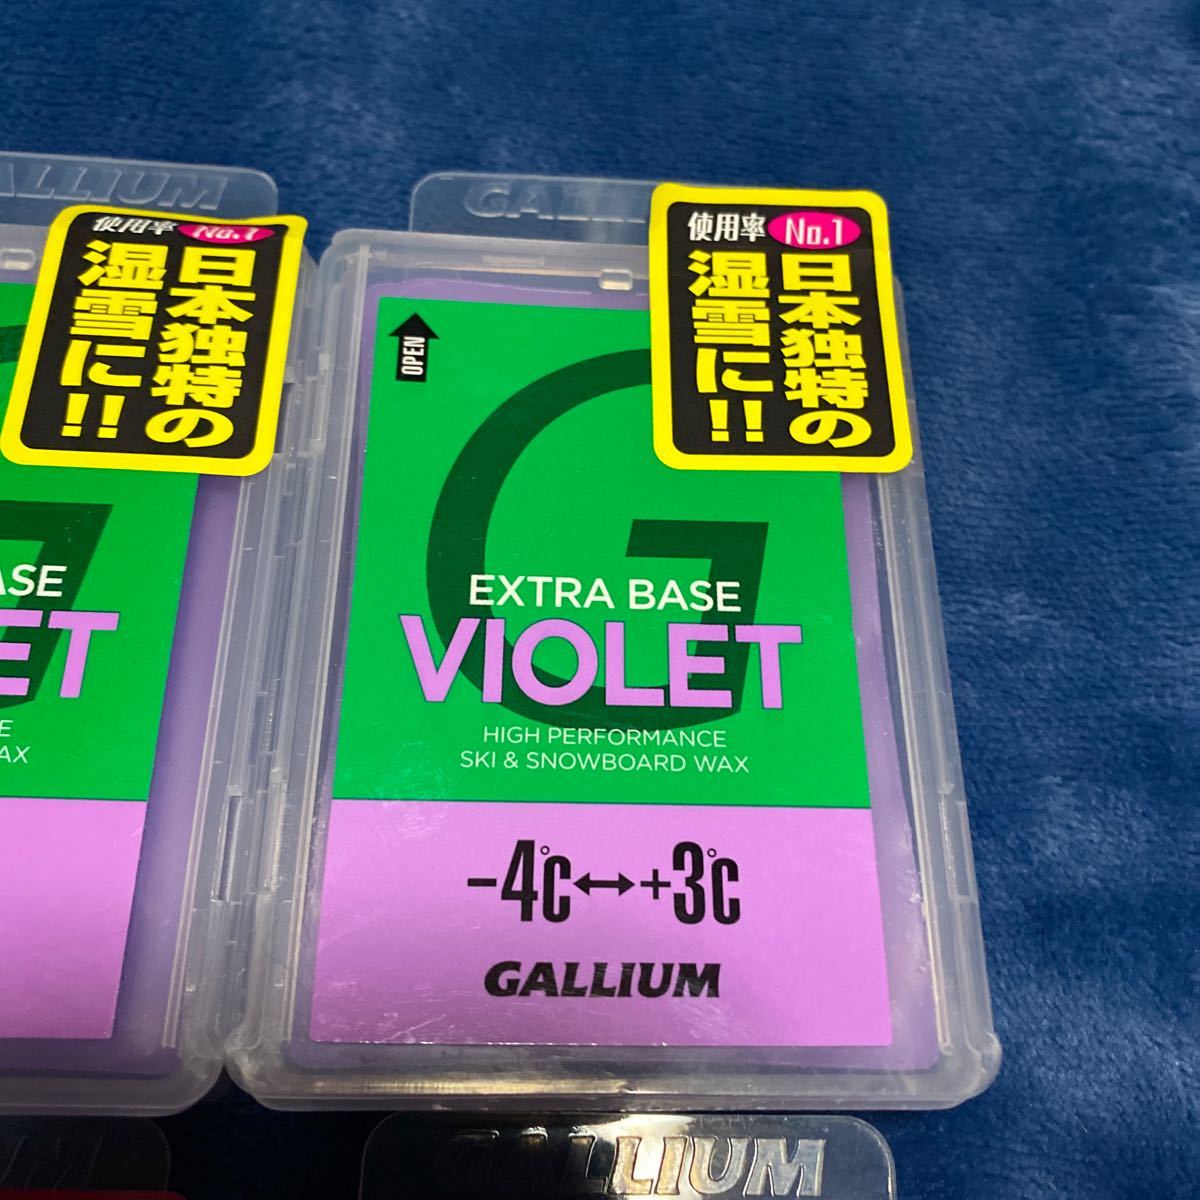 GALLIUM
使用率 No.1
日本独特の
湿雪に!!
ASE
ET
E
AX
GALLIUM
使用率 No.1
日本独特の
湿雪に!!
OPEN
G
EXTRA BASE
VIOLET
HIGH PERFORMANCE
SKI & SNOWBOARD WAX
-4°C↔+3°C
GALLIUM
GALLIUM